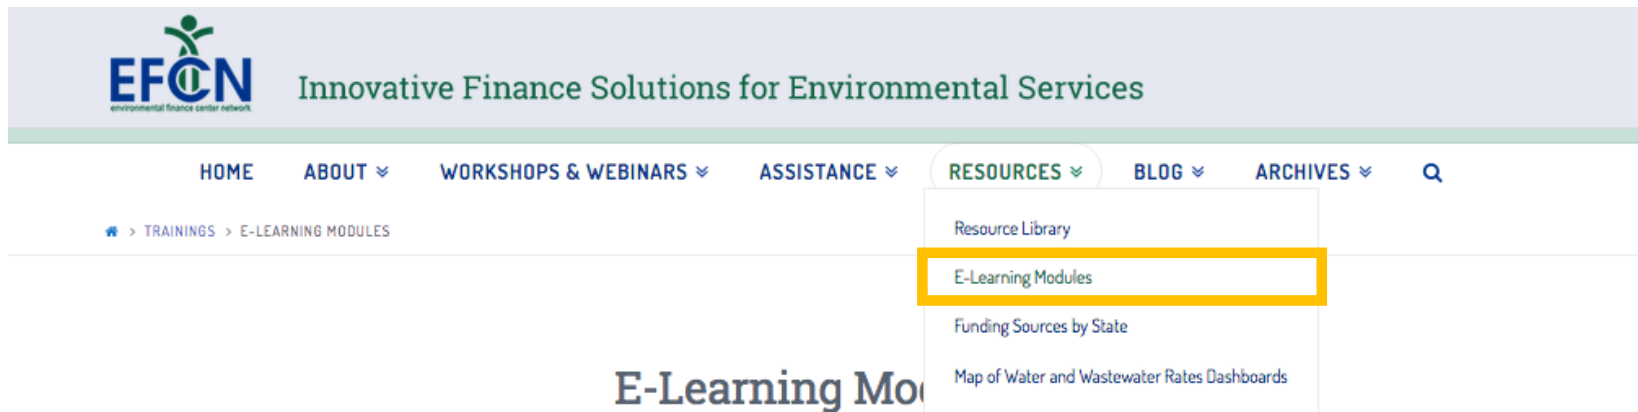 EFCN
environmental finance center network
Innovative Finance Solutions for Environmental Services
HOME ABOUT WORKSHOPS & WEBINARS ASSISTANCE RESOURCES BLOG ARCHIVES
> TRAININGS > E-LEARNING MODULES
Resource Library
E-Learning Modules
Funding Sources by State
Map of Water and Wastewater Rates Dashboards
E-Learning Mo